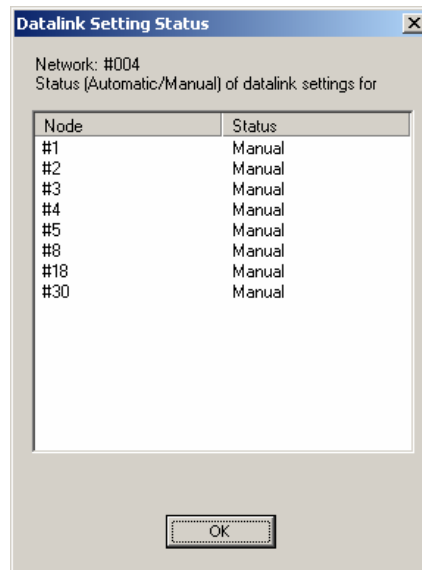 Datalink Setting Status
Network: #004
Status (Automatic/Manual) of datalink settings for
Node Status
#1 Manual
#2 Manual
#3 Manual
#4 Manual
#5 Manual
#8 Manual
#18 Manual
#30 Manual
OK